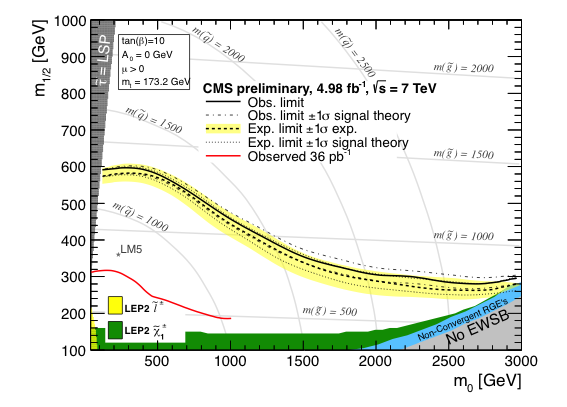 m1/2 [GeV]
1000
900
800
700
600
500
400
300
200
100
τ̃ = LSP
tan(β)=10
A0 = 0 GeV
μ > 0
mt = 173.2 GeV
m(q̃) = 2000
m(q̃) = 2500
m(g̃) = 2000
CMS preliminary, 4.98 fb-1, √s = 7 TeV
Obs. limit
Obs. limit ±1σ signal theory
Exp. limit ±1σ exp.
Exp. limit ±1σ signal theory
Observed 36 pb-1
m(q̃) = 1500
m(g̃) = 1500
m(q̃) = 1000
m(g̃) = 1000
LM5
LEP2 l̃±
m(g̃) = 500
LEP2 χ̃1±
Non-Convergent RGE's
No EWSB
500
1000
1500
2000
2500
3000
m0 [GeV]